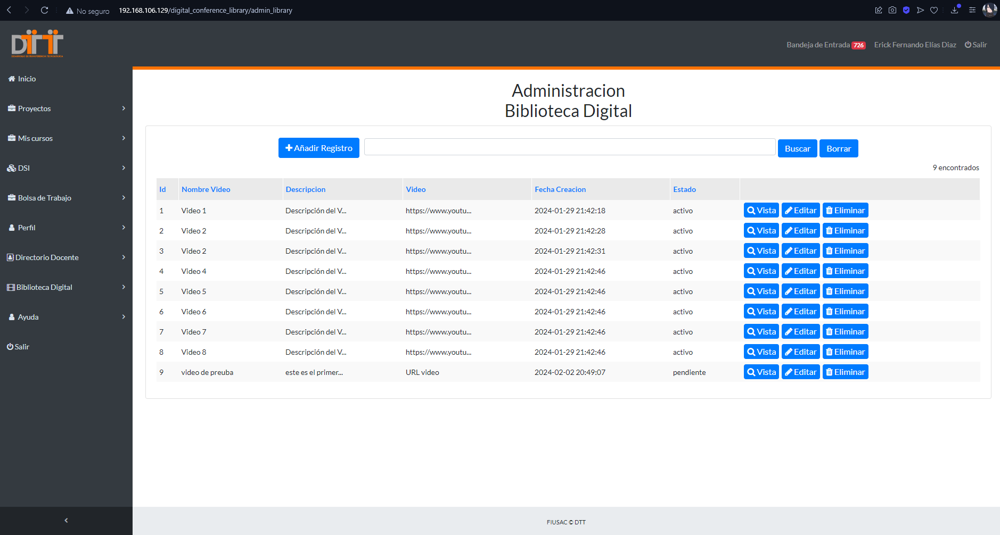 No seguro 192.168.106.129/digital_conference_library/admin_library
DTT
DESARROLLO DE TRANSFERENCIA TECNOLÓGICA
Bandeja de Entrada 726 Erick Fernando Elías Diaz Salir
Inicio
Proyectos
Mis cursos
DSI
Bolsa de Trabajo
Perfil
Directorio Docente
Biblioteca Digital
Ayuda
Salir
Administracion
Biblioteca Digital
Añadir Registro Buscar Borrar
9 encontrados
Id Nombre Video Descripcion Video Fecha Creacion Estado
1 Video 1 Descripción del V... https://www.youtu... 2024-01-29 21:42:18 activo Vista Editar Eliminar
2 Video 2 Descripción del V... https://www.youtu... 2024-01-29 21:42:28 activo Vista Editar Eliminar
3 Video 2 Descripción del V... https://www.youtu... 2024-01-29 21:42:31 activo Vista Editar Eliminar
4 Video 4 Descripción del V... https://www.youtu... 2024-01-29 21:42:46 activo Vista Editar Eliminar
5 Video 5 Descripción del V... https://www.youtu... 2024-01-29 21:42:46 activo Vista Editar Eliminar
6 Video 6 Descripción del V... https://www.youtu... 2024-01-29 21:42:46 activo Vista Editar Eliminar
7 Video 7 Descripción del V... https://www.youtu... 2024-01-29 21:42:46 activo Vista Editar Eliminar
8 Video 8 Descripción del V... https://www.youtu... 2024-01-29 21:42:46 activo Vista Editar Eliminar
9 video de preuba este es el primer... URL video 2024-02-02 20:49:07 pendiente Vista Editar Eliminar
FIUSAC © DTT